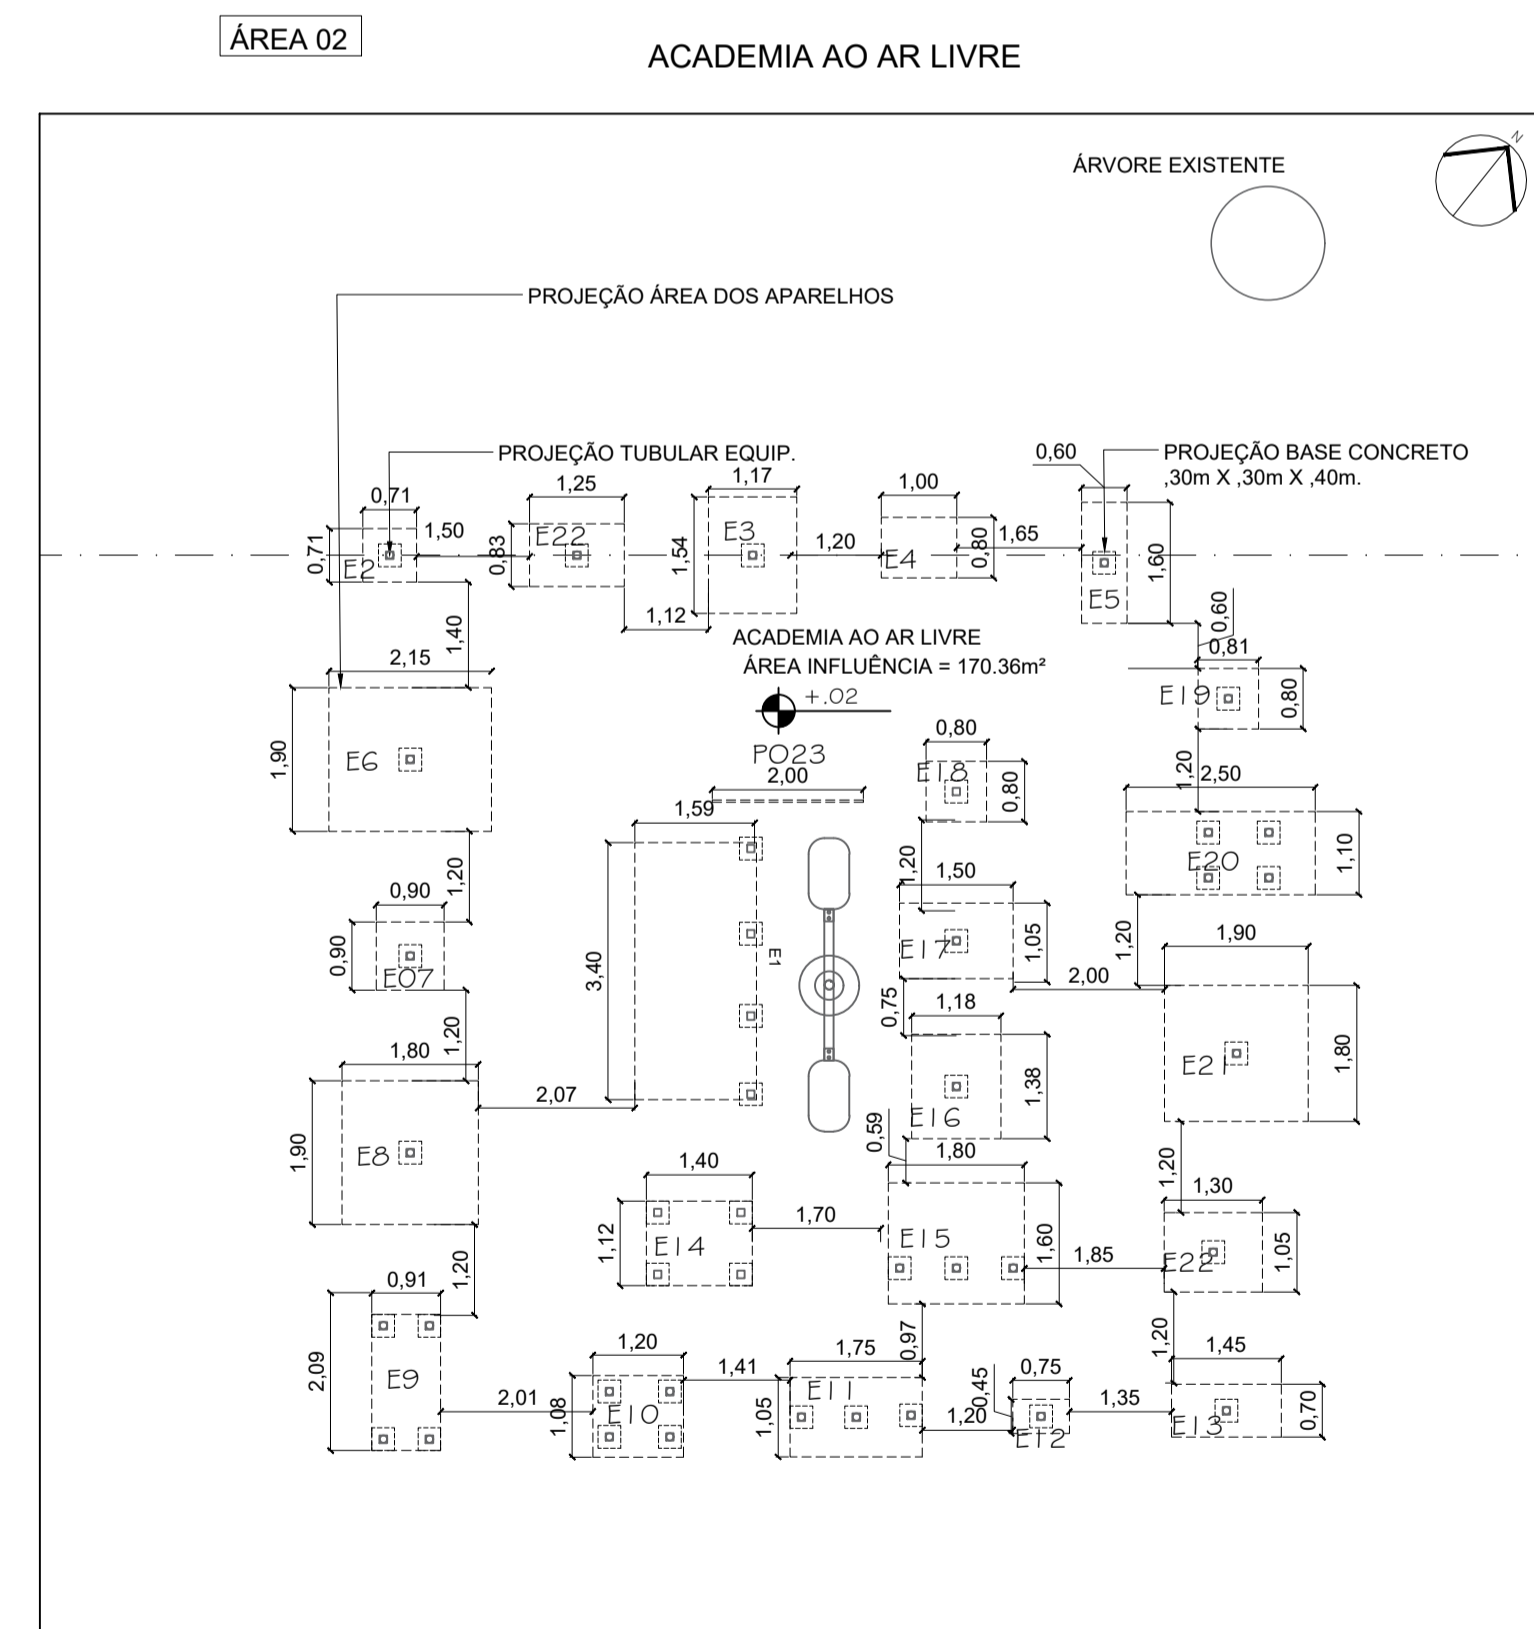 ÁREA 02
ACADEMIA AO AR LIVRE
N
ÁRVORE EXISTENTE
PROJEÇÃO ÁREA DOS APARELHOS
PROJEÇÃO TUBULAR EQUIP.
PROJEÇÃO BASE CONCRETO
,30m X ,30m X ,40m.
0,60
0,71
1,25
1,17
1,00
0,71
E2
1,50
0,83
E22
1,54
E3
1,20
E4
0,80
1,65
E5
1,60
1,12
1,40
ACADEMIA AO AR LIVRE
ÁREA INFLUÊNCIA = 170.36m²
0,60
0,81
2,15
E19
0,80
+.02
1,90
E6
PO23
2,00
0,80
E18
0,80
1,20
2,50
1,59
1,20
1,20
1,50
E20
1,10
0,90
0,90
E07
3,40
E1
E17
1,05
1,20
1,90
2,00
0,75
1,18
1,20
1,80
E21
1,80
2,07
1,38
E16
0,59
1,90
E8
1,80
1,40
1,12
E14
1,70
E15
1,60
1,85
1,20
1,30
E22
1,05
1,20
0,91
2,09
E9
2,01
1,20
1,08
E10
1,41
1,75
0,97
1,05
E11
1,20
0,45
0,75
E12
1,35
1,20
1,45
E13
0,70